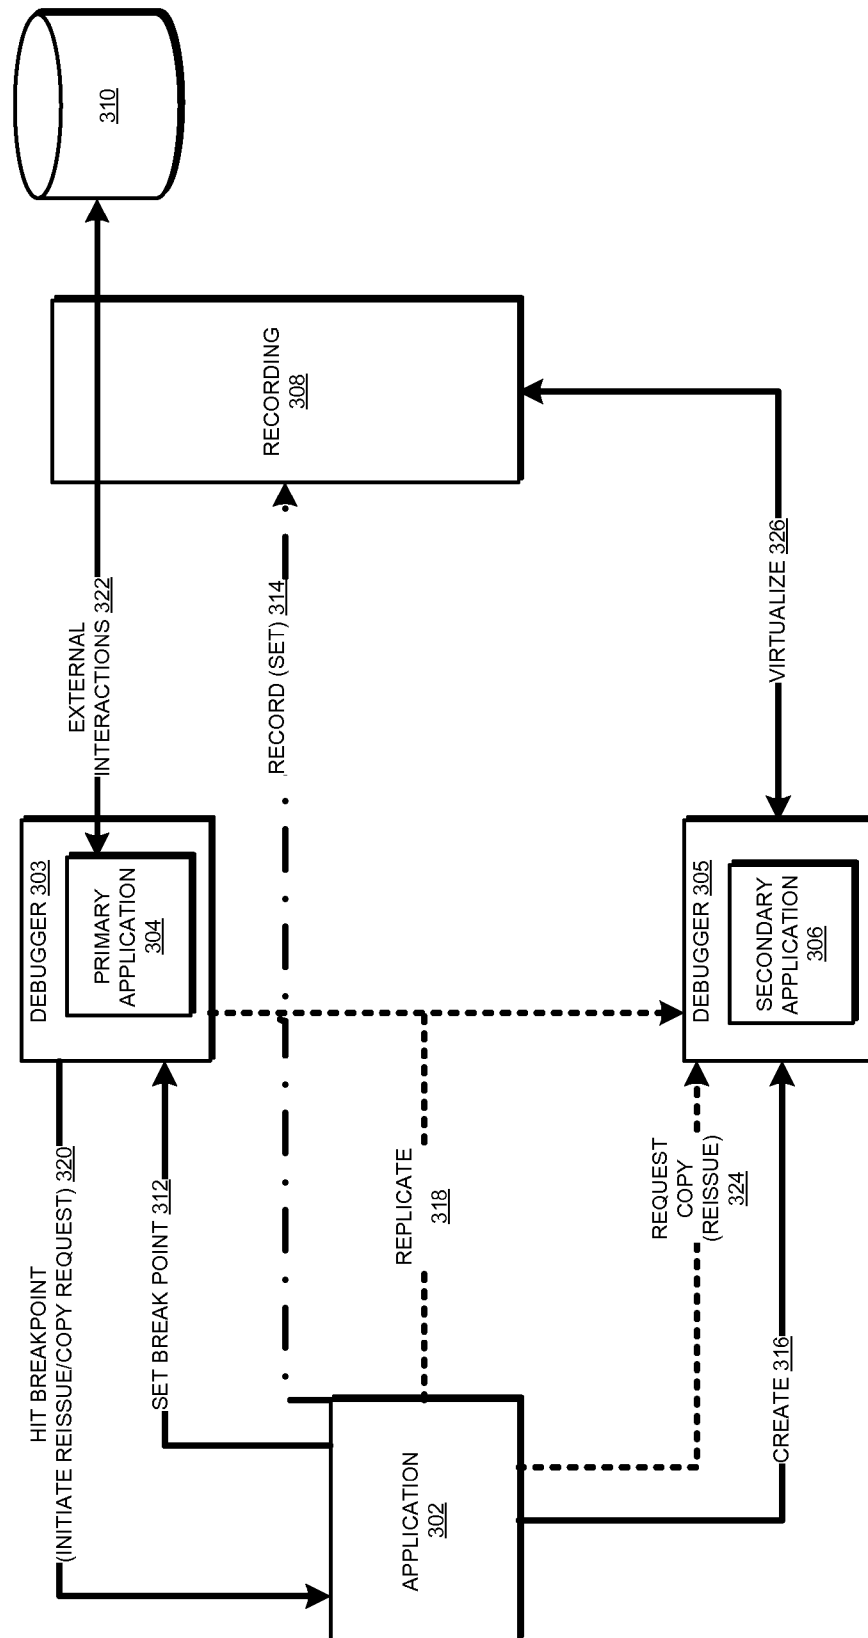 HIT BREAKPOINT
(INITIATE REISSUE/COPY REQUEST) 320
SET BREAK POINT 312
DEBUGGER 303
PRIMARY
APPLICATION
304
EXTERNAL
INTERACTIONS 322
310
RECORD (SET) 314
RECORDING
308
APPLICATION
302
REPLICATE
318
REQUEST
COPY
(REISSUE)
324
CREATE 316
DEBUGGER 305
SECONDARY
APPLICATION
306
VIRTUALIZE 326